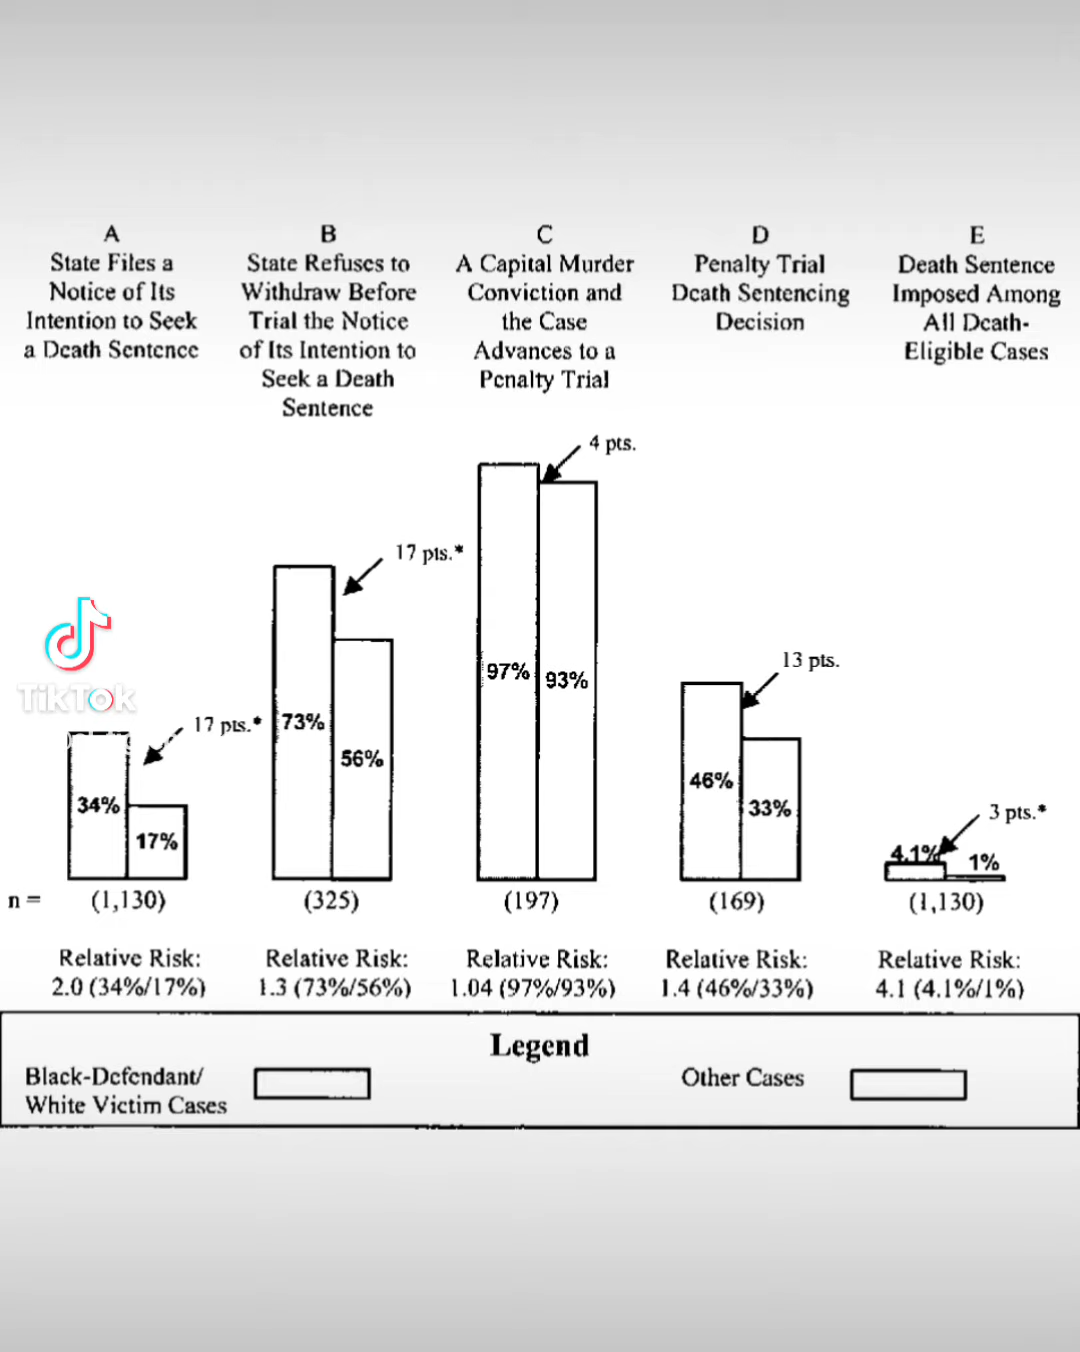 A
State Files a
Notice of Its
Intention to Seek
a Death Sentence
B
State Refuses to
Withdraw Before
Trial the Notice
of Its Intention to
Seek a Death
Sentence
C
A Capital Murder
Conviction and
the Case
Advances to a
Penalty Trial
D
Penalty Trial
Death Sentencing
Decision
E
Death Sentence
Imposed Among
All Death-
Eligible Cases
TikTok
17 pts.*
34%
17%
17 pts.*
73%
56%
4 pts.
97%
93%
13 pts.
46%
33%
3 pts.*
4.1%
1%
n = (1,130) (325) (197) (169) (1,130)
Relative Risk: Relative Risk: Relative Risk: Relative Risk: Relative Risk:
2.0 (34%/17%) 1.3 (73%/56%) 1.04 (97%/93%) 1.4 (46%/33%) 4.1 (4.1%/1%)
Legend
Black-Defendant/
White Victim Cases
Other Cases